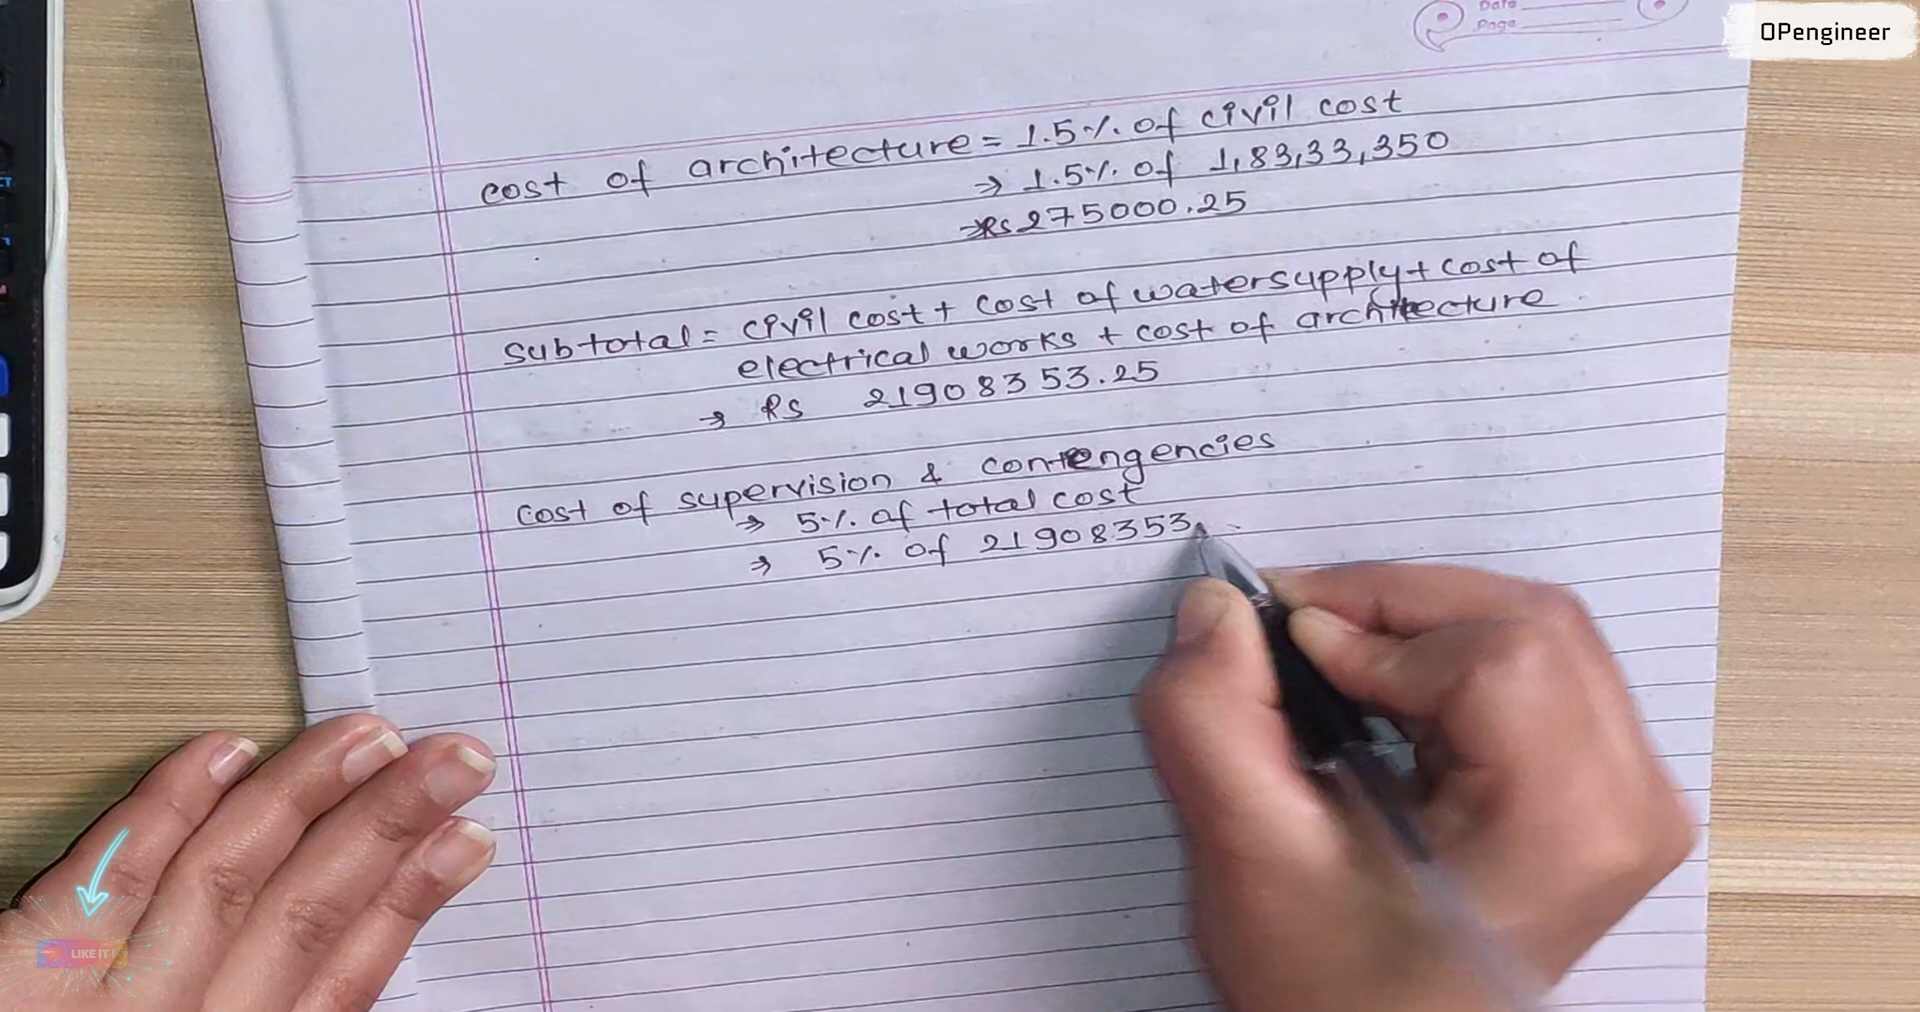 Date
Page
OPengineer
cost of architecture = 1.5% of civil cost
⇒ 1.5% of 1,83,33,350
⇒ Rs 275000.25
Subtotal = civil cost + cost of watersupply + cost of
electrical works + cost of architecture
→ Rs 21908353.25
cost of supervision & contengencies
⇒ 5% of total cost
⇒ 5% of 21908353.
LIKE IT